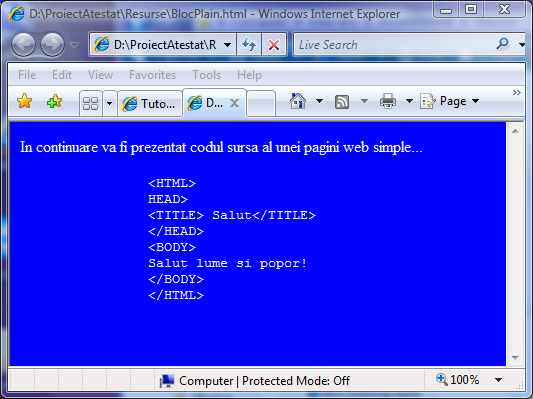 D:\ProiectAtestat\Resurse\BlocPlain.html - Windows Internet Explorer
D:\ProiectAtestat\R
Live Search
File Edit View Favorites Tools Help
Tuto... D... Page
In continuare va fi prezentat codul sursa al unei pagini web simple...
<HTML>
HEAD>
<TITLE> Salut</TITLE>
</HEAD>
<BODY>
Salut lume si popor!
</BODY>
</HTML>
Computer | Protected Mode: Off 100%